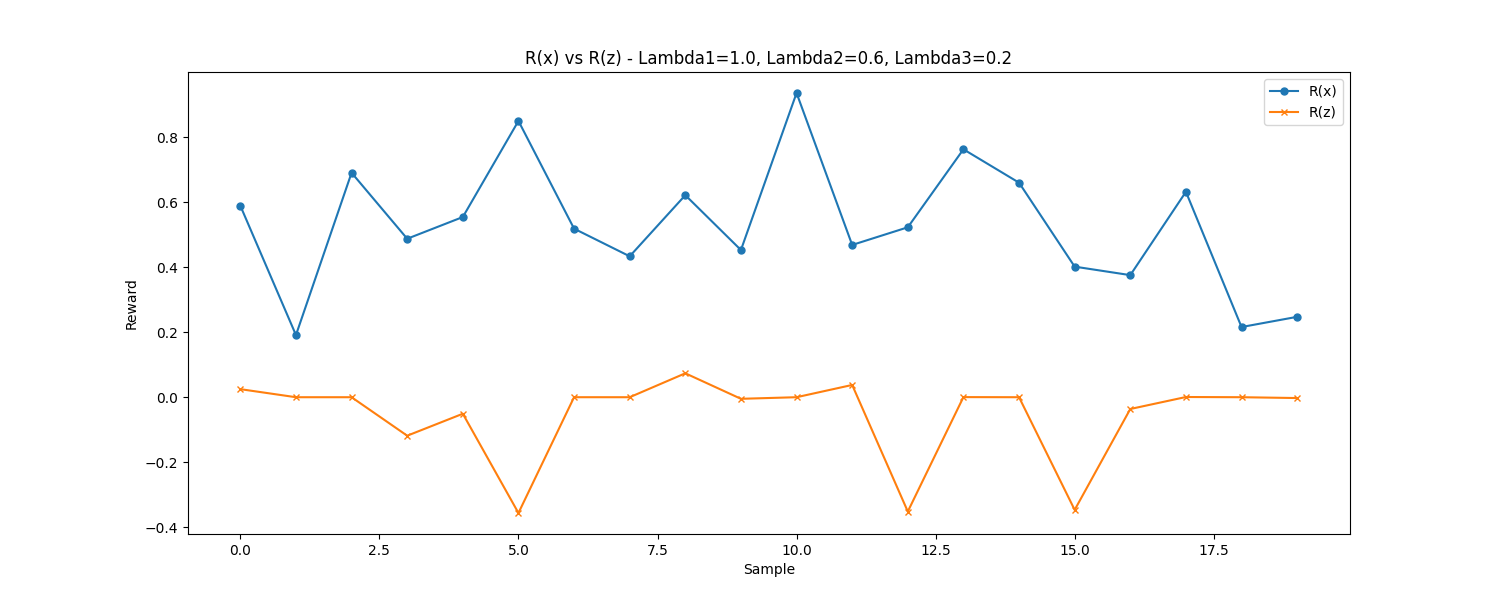 R(x) vs R(z) - Lambda1=1.0, Lambda2=0.6, Lambda3=0.2
R(x)
R(z)
Reward
0.8
0.6
0.4
0.2
0.0
−0.2
−0.4
0.0 2.5 5.0 7.5 10.0 12.5 15.0 17.5
Sample